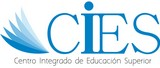 CiES
Centro Integrado de Educación Superior